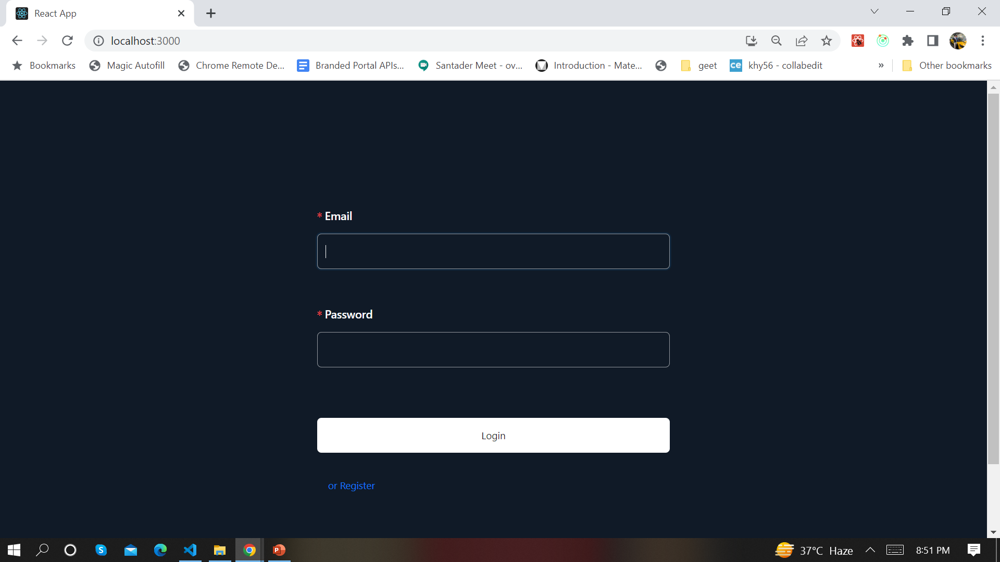 React App
localhost:3000
Bookmarks Magic Autofill Chrome Remote De... Branded Portal APIs... Santader Meet - ov... Introduction - Mate... geet ce khy56 - collabedit » Other bookmarks
* Email
* Password
Login
or Register
37°C Haze 8:51 PM